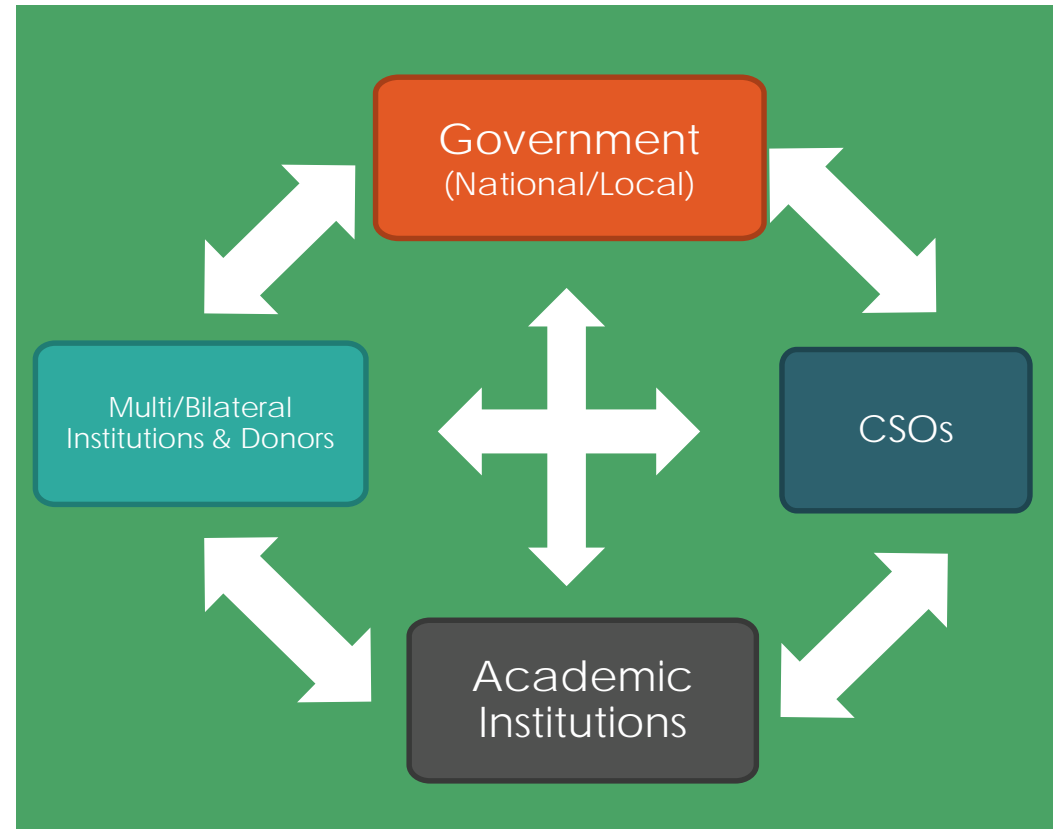 Government
(National/Local)
Multi/Bilateral
Institutions & Donors
CSOs
Academic
Institutions